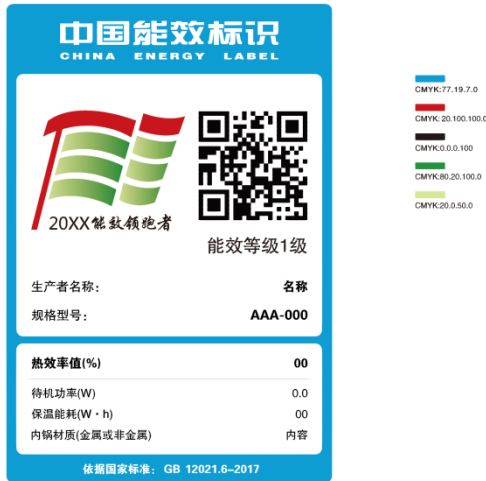 中国能效标识
CHINA ENERGY LABEL
20XX能效领跑者
能效等级1级
生产者名称： 名称
规格型号： AAA-000
热效率值(%) 00
待机功率(W) 0.0
保温能耗(W·h) 00
内锅材质(金属或非金属) 内容
依据国家标准：GB 12021.6-2017
CMYK:77.19.7.0
CMYK: 20.100.100.0
CMYK:0.0.0.100
CMYK:80.20.100.0
CMYK:20.0.50.0